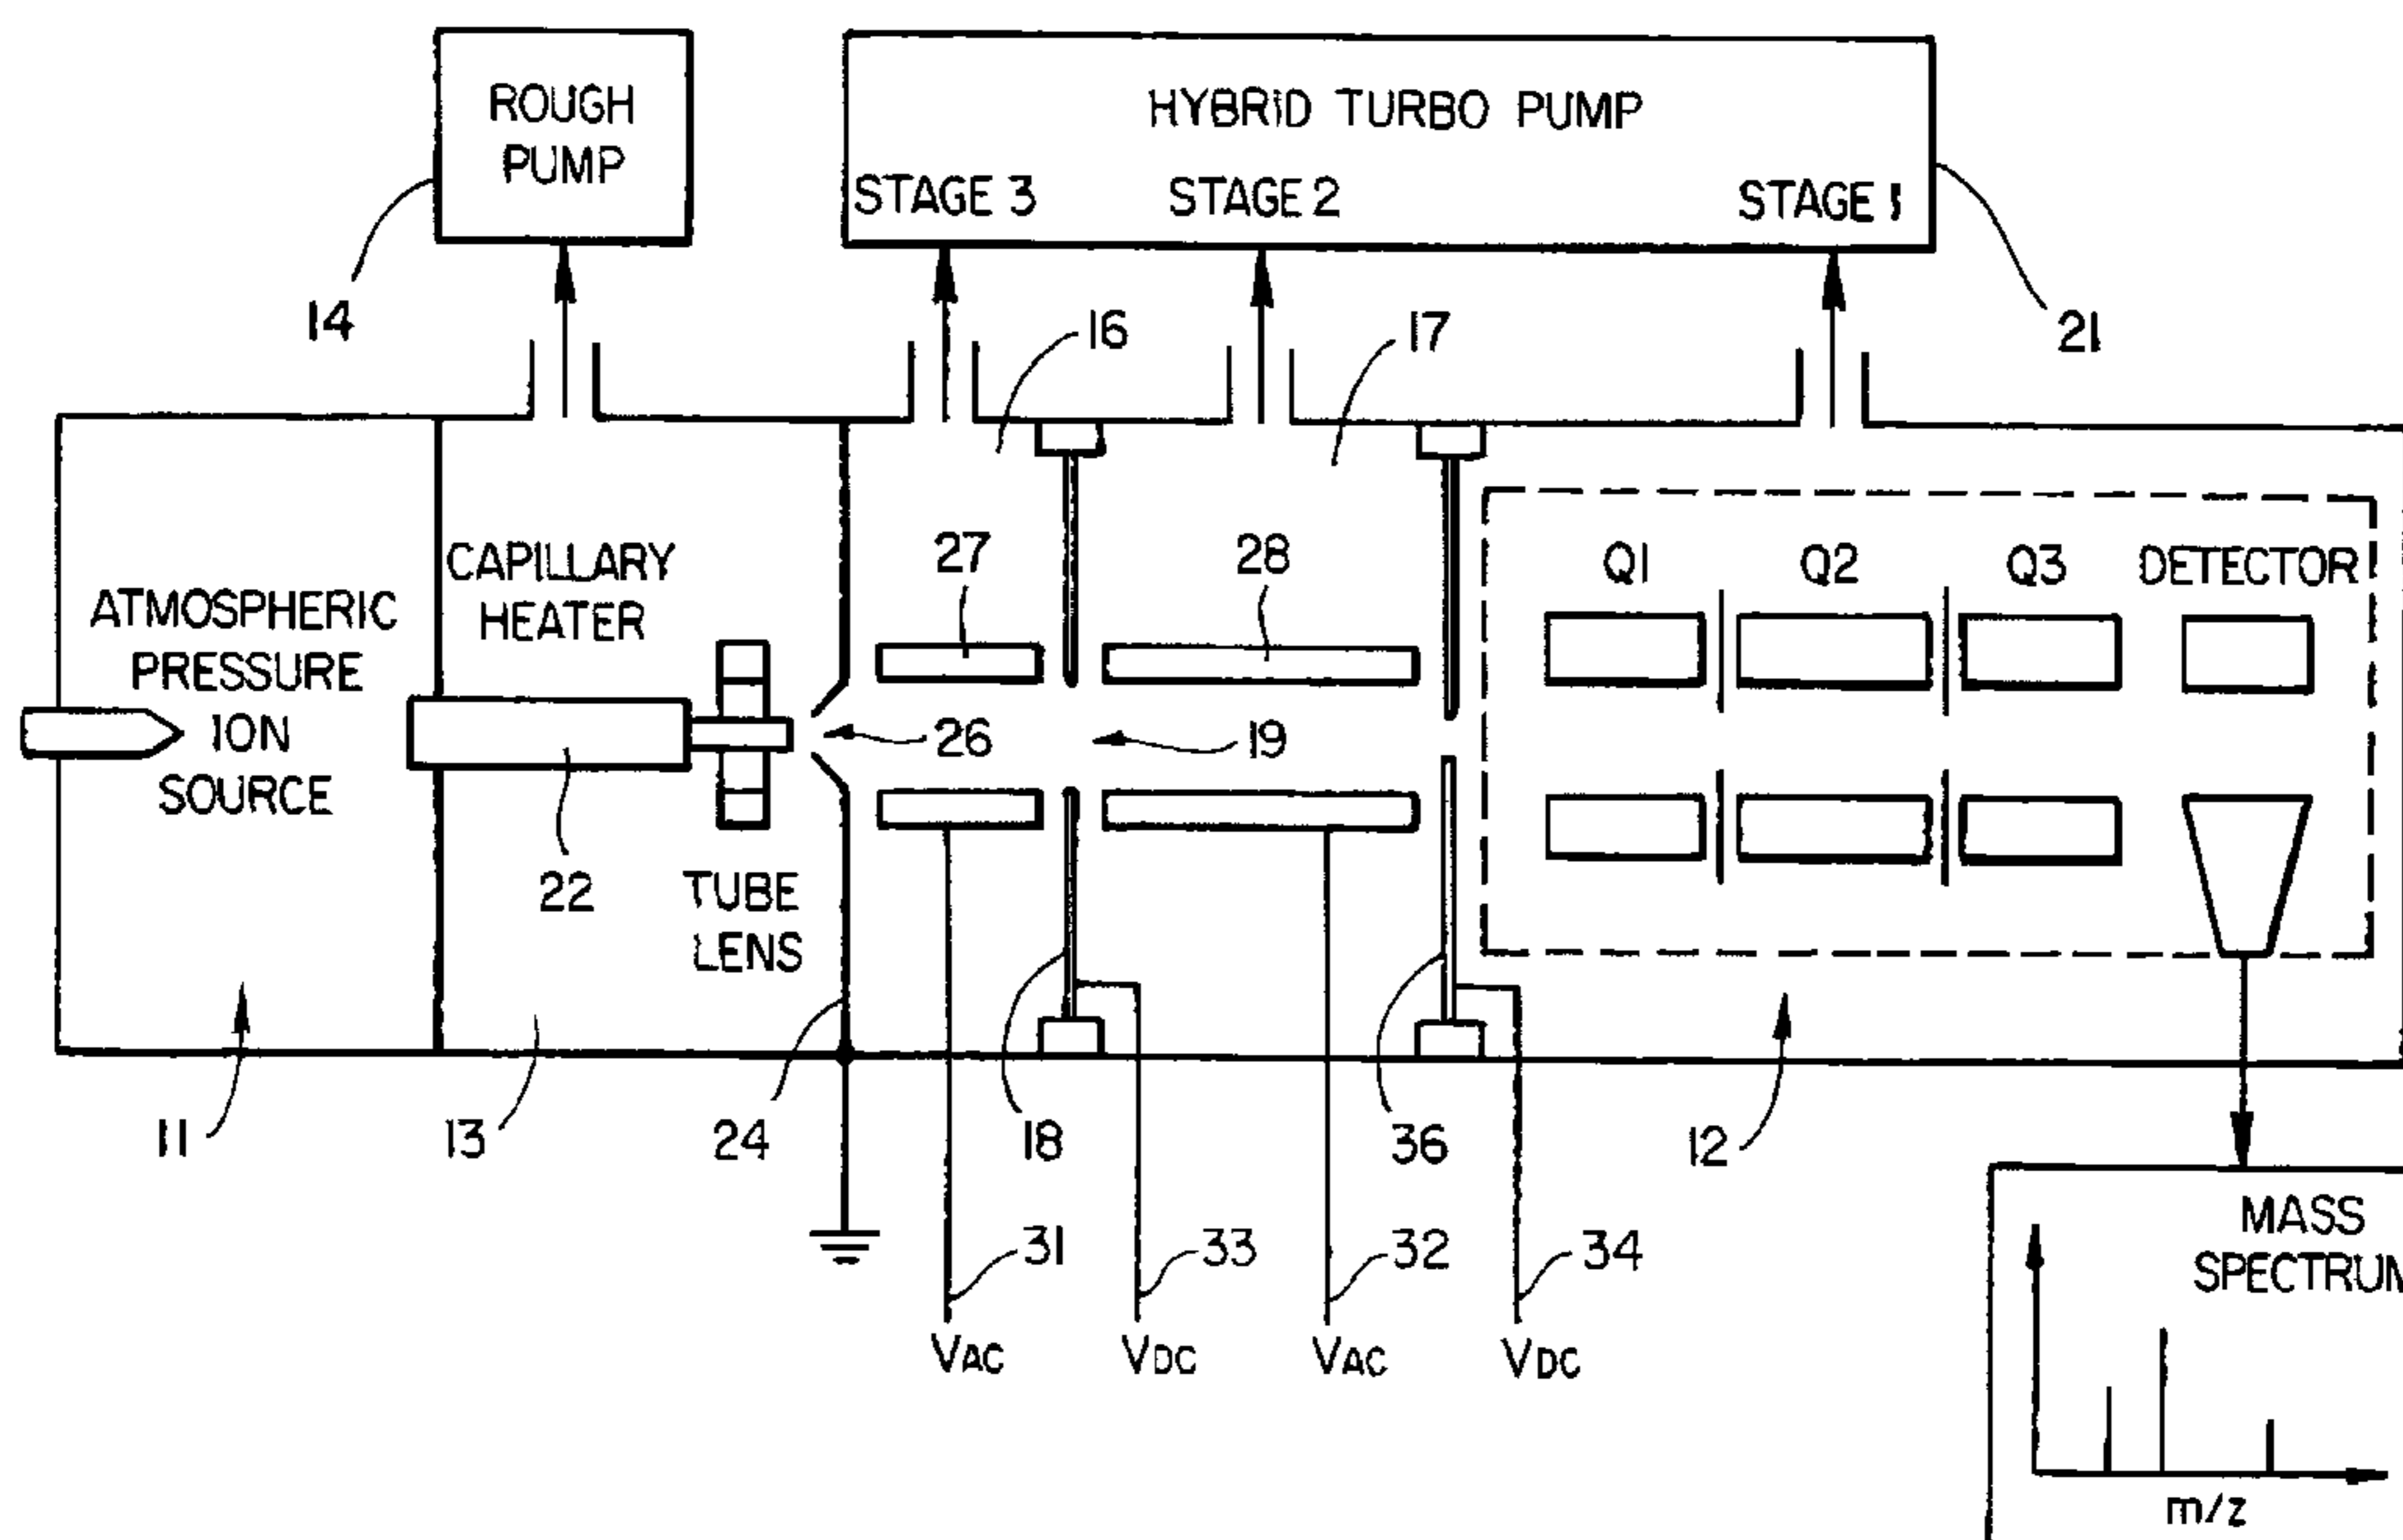 ROUGH
PUMP
HYBRID TURBO PUMP
STAGE 3 STAGE 2 STAGE 1
14
16
17
21
ATMOSPHERIC
PRESSURE
ION
SOURCE
CAPILLARY
HEATER
27
28
Q1 Q2 Q3 DETECTOR
26
19
22
TUBE
LENS
11
13
24
18
36
12
31
33
32
34
VAC VDC VAC VDC
MASS
SPECTRUM
m/z